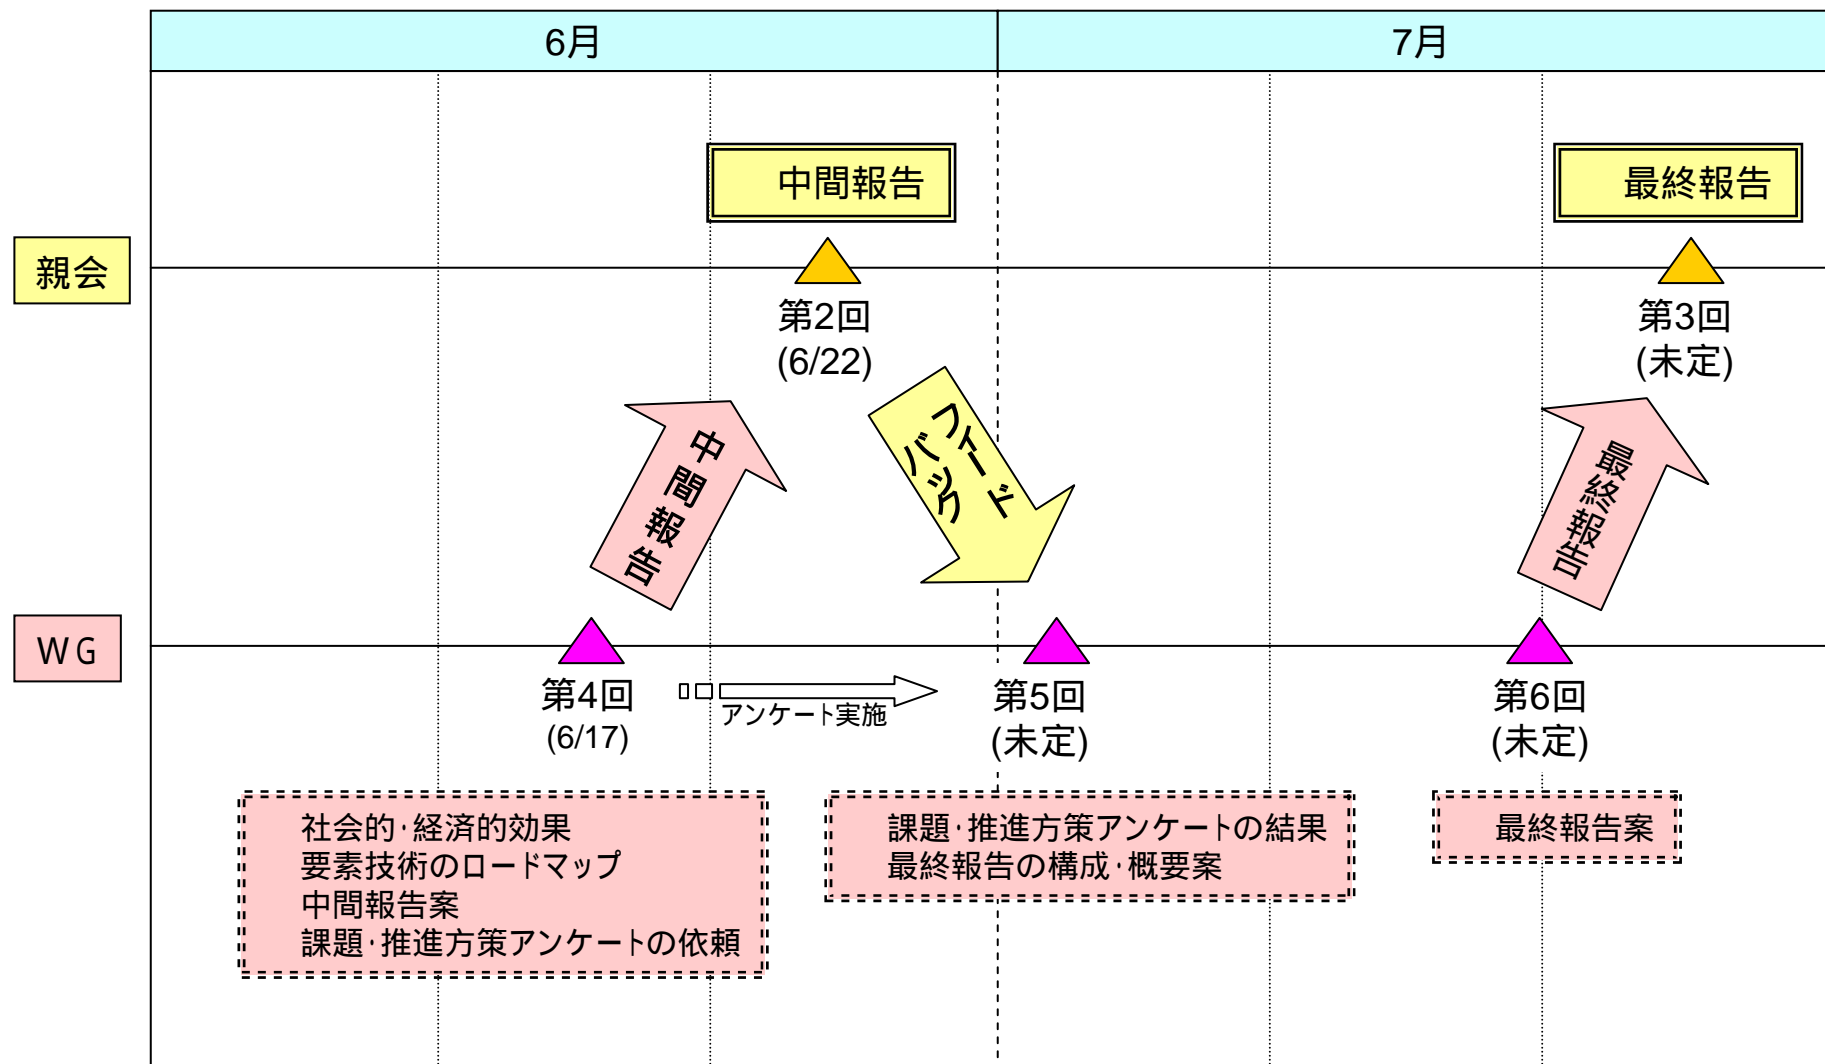 6月
7月
中間報告
最終報告
親会
第2回
(6/22)
第3回
(未定)
中間報告
フィード
バック
最終報告
WG
第4回
(6/17)
アンケート実施
第5回
(未定)
第6回
(未定)
社会的・経済的効果
要素技術のロードマップ
中間報告案
課題・推進方策アンケートの依頼
課題・推進方策アンケートの結果
最終報告の構成・概要案
最終報告案